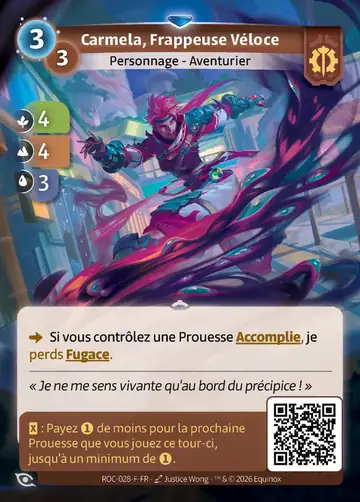 3
Carmela, Frappeuse Véloce
3
Personnage - Aventurier
4
4
3
Si vous contrôlez une Prouesse Accomplie, je
perds Fugace.
« Je ne me sens vivante qu'au bord du précipice ! »
X : Payez 1 de moins pour la prochaine
Prouesse que vous jouez ce tour-ci,
jusqu'à un minimum de 1.
ROC-028-F-FR - Justice Wong - ™ & © 2026 Equinox